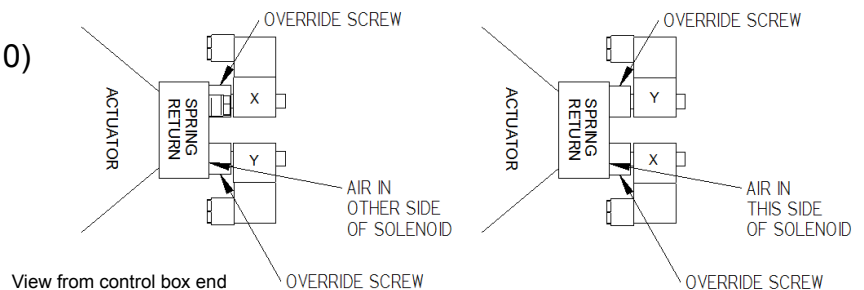 0)
OVERRIDE SCREW
X
SPRING
RETURN
ACTUATOR
Y
AIR IN
OTHER SIDE
OF SOLENOID
View from control box end
OVERRIDE SCREW
OVERRIDE SCREW
Y
SPRING
RETURN
ACTUATOR
X
AIR IN
THIS SIDE
OF SOLENOID
OVERRIDE SCREW